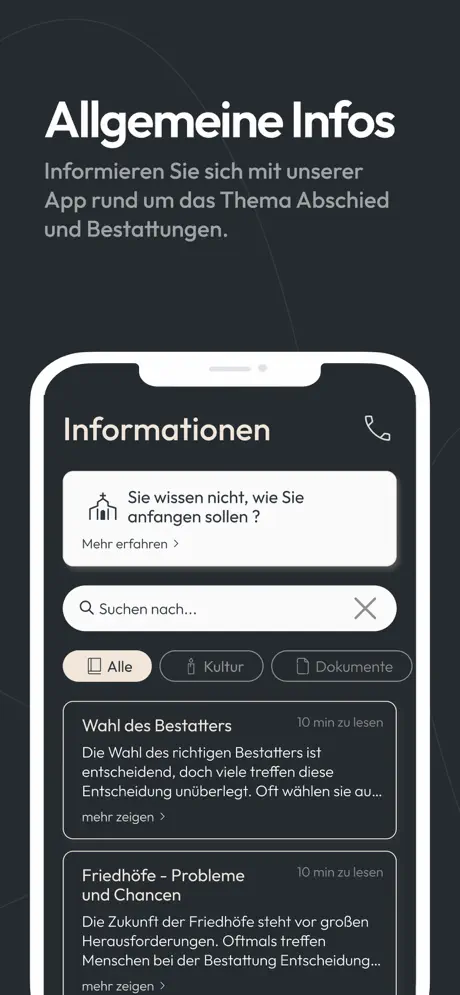 Allgemeine Infos
Informieren Sie sich mit unserer
App rund um das Thema Abschied
und Bestattungen.
Informationen
Sie wissen nicht, wie Sie
anfangen sollen ?
Mehr erfahren >
Suchen nach...
Alle
Kultur
Dokumente
Wahl des Bestatters
10 min zu lesen
Die Wahl des richtigen Bestatters ist
entscheidend, doch viele treffen diese
Entscheidung unüberlegt. Oft wählen sie au...
mehr zeigen >
Friedhöfe - Probleme
und Chancen
10 min zu lesen
Die Zukunft der Friedhöfe steht vor großen
Herausforderungen. Oftmals treffen
Menschen bei der Bestattung Entscheidung...
mehr zeigen >